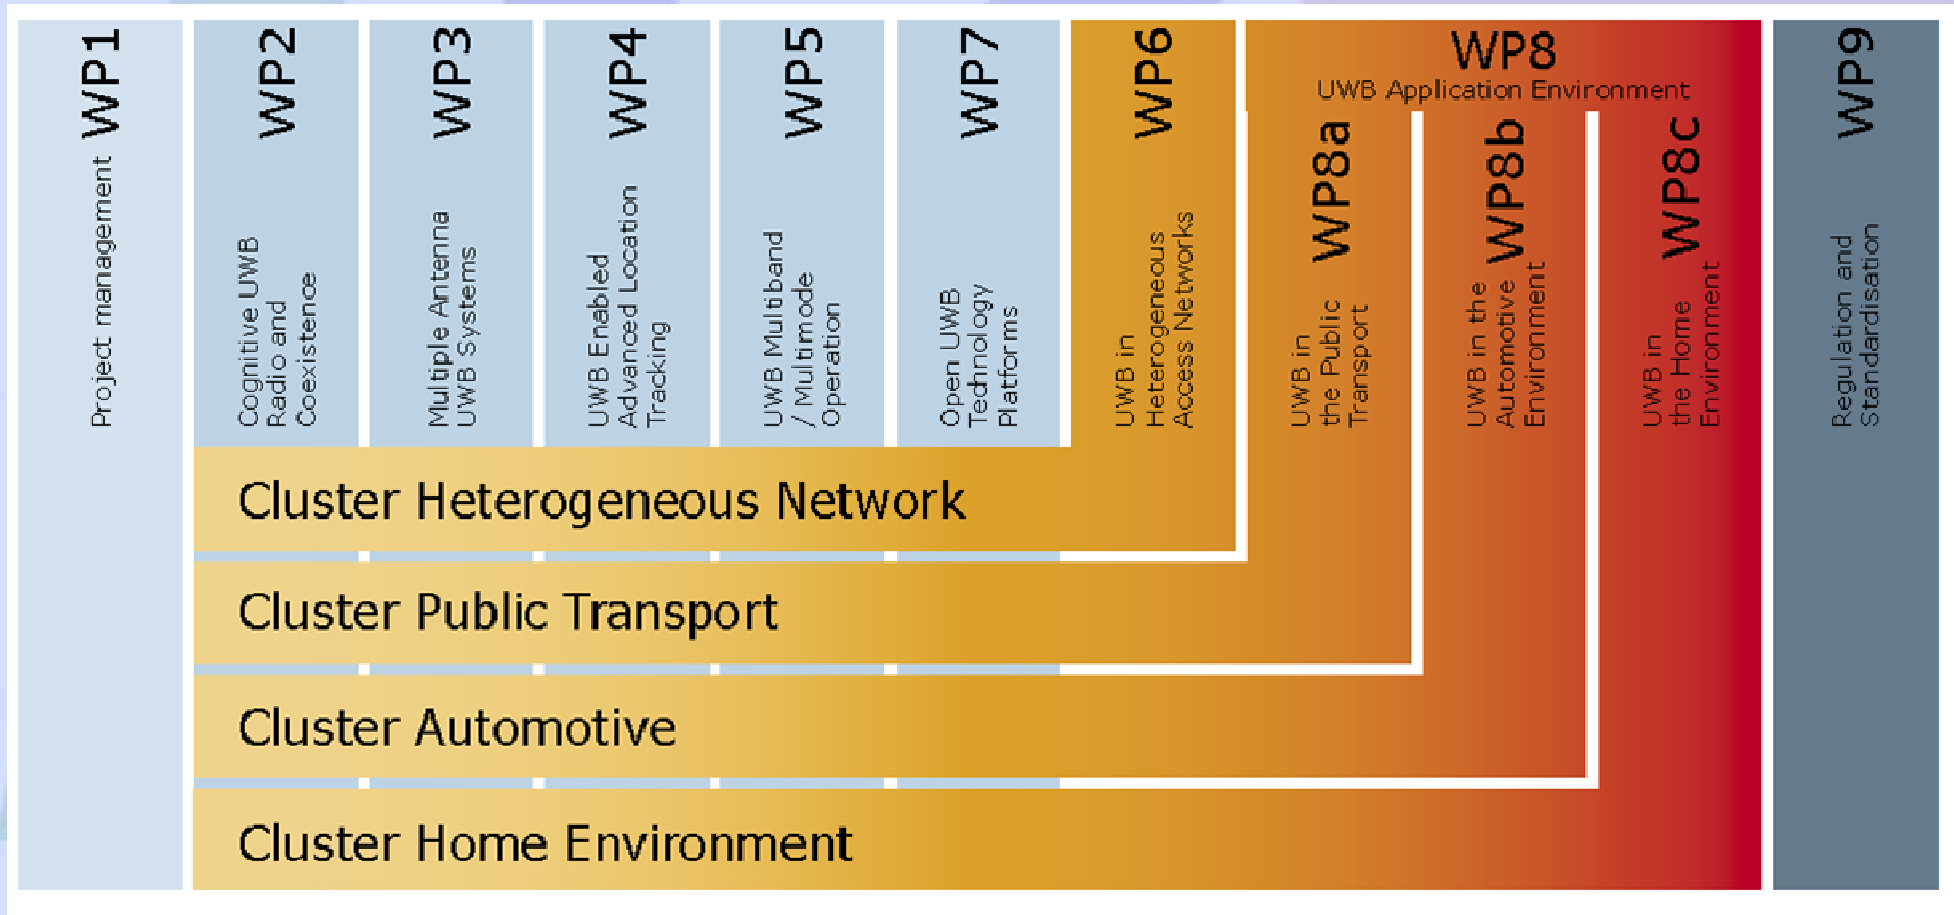 WP1
Project management
WP2
Cognitive UWB
Radio and
Coexistence
WP3
Multiple Antenna
UWB Systems
WP4
UWB Enabled
Advanced Location
Tracking
WP5
UWB Multiband
/ Multimode
Operation
WP7
Open UWB
Technology
Platforms
WP6
UWB in
Heterogeneous
Access Networks
WP8
UWB Application Environment
WP8a
UWB in
the Public
Transport
WP8b
UWB in the
Automotive
Environment
WP8c
UWB in
the Home
Environment
WP9
Regulation and
Standardisation
Cluster Heterogeneous Network
Cluster Public Transport
Cluster Automotive
Cluster Home Environment